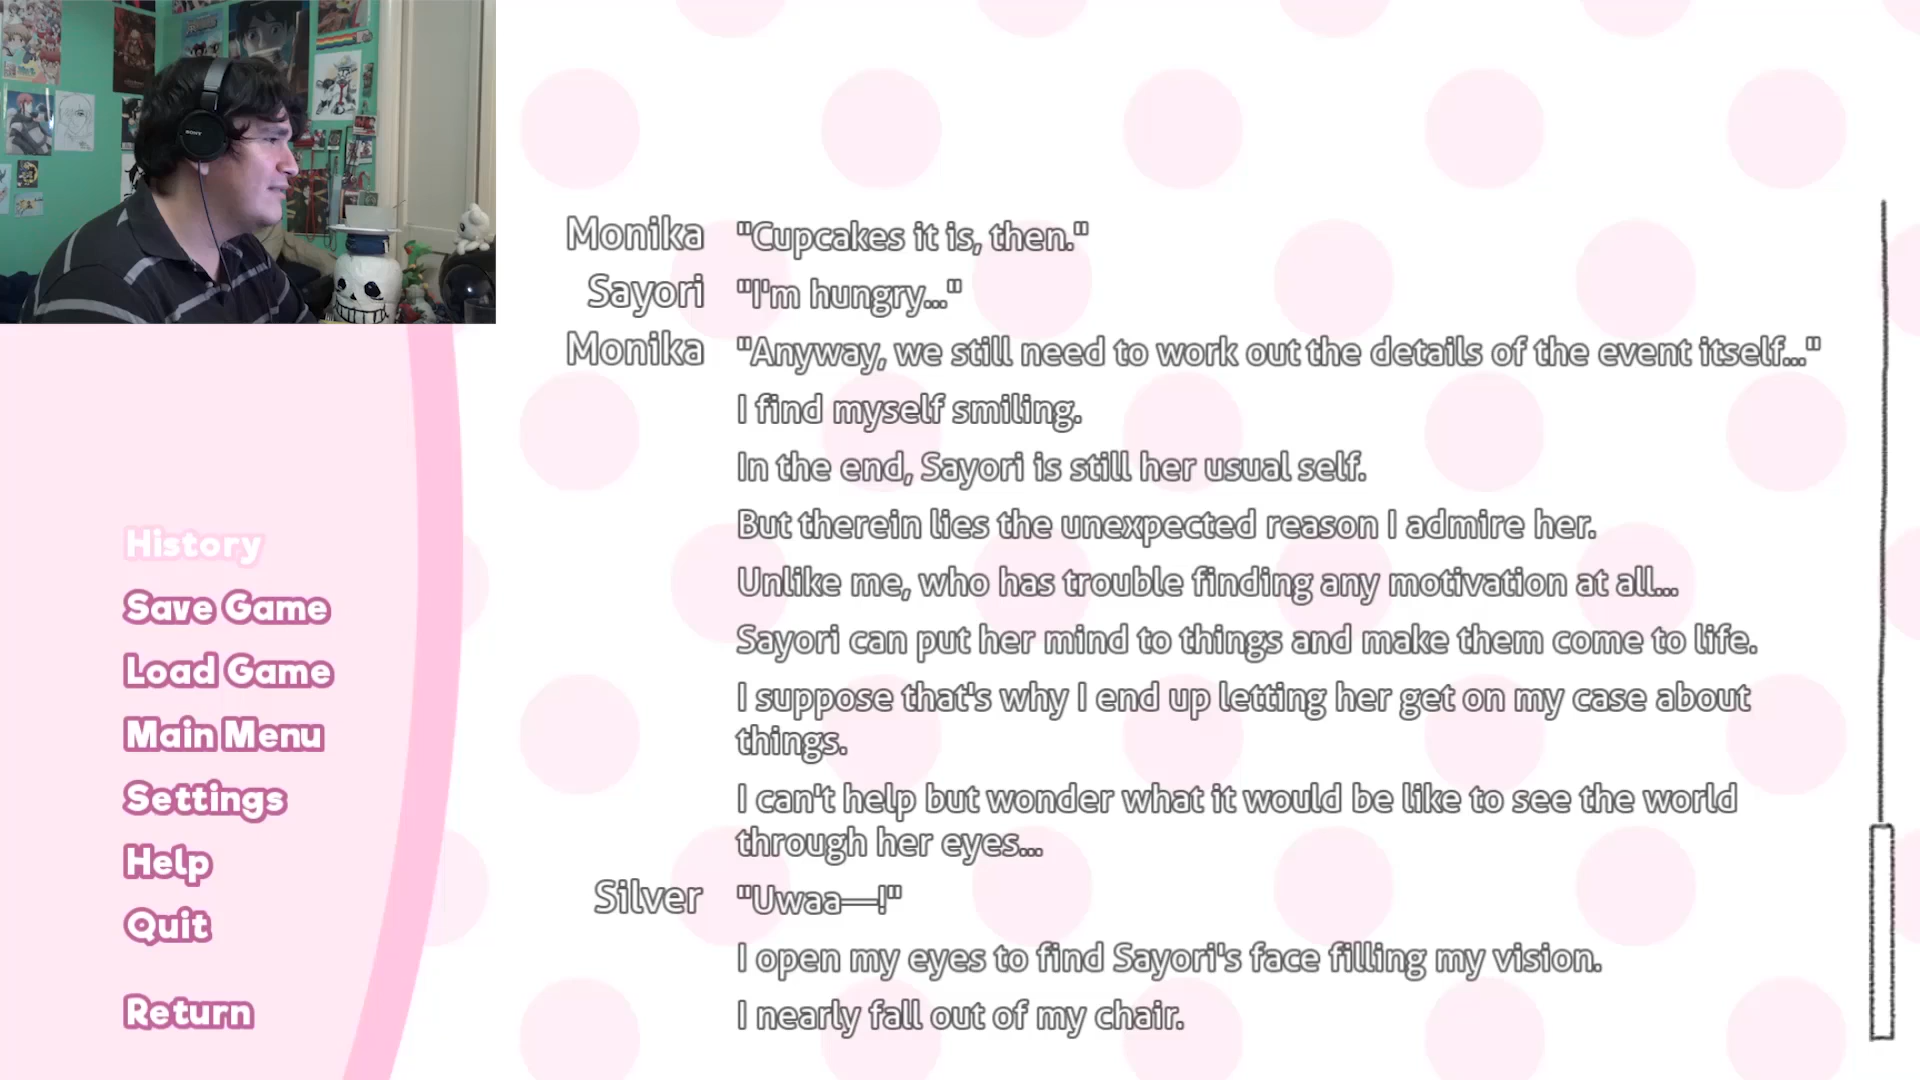 SONY
Monika "Cupcakes it is, then."
Sayori "I'm hungry..."
Monika "Anyway, we still need to work out the details of the event itself..."
I find myself smiling.
In the end, Sayori is still her usual self.
But therein lies the unexpected reason I admire her.
Unlike me, who has trouble finding any motivation at all...
Sayori can put her mind to things and make them come to life.
I suppose that's why I end up letting her get on my case about
things.
I can't help but wonder what it would be like to see the world
through her eyes...
Silver "Uwaa—!"
I open my eyes to find Sayori's face filling my vision.
I nearly fall out of my chair.
History
Save Game
Load Game
Main Menu
Settings
Help
Quit
Return